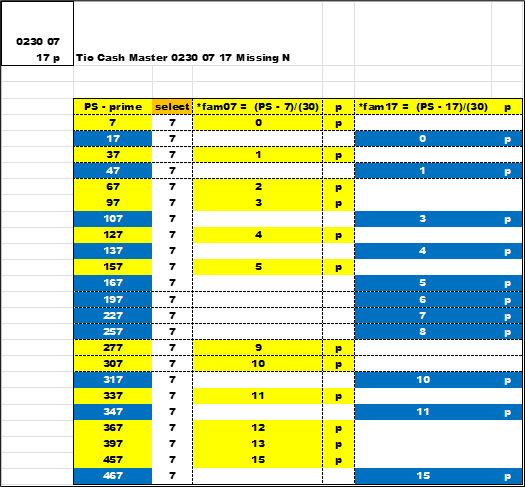 0230 07
17 p Tio Cash Master 0230 07 17 Missing N
PS - prime select *fam07 = (PS - 7)/(30) p *fam17 = (PS - 17)/(30) p
7 7 0 p
17 7 0 p
37 7 1 p
47 7 1 p
67 7 2 p
97 7 3 p
107 7 3 p
127 7 4 p
137 7 4 p
157 7 5 p
167 7 5 p
197 7 6 p
227 7 7 p
257 7 8 p
277 7 9 p
307 7 10 p
317 7 10 p
337 7 11 p
347 7 11 p
367 7 12 p
397 7 13 p
457 7 15 p
467 7 15 p